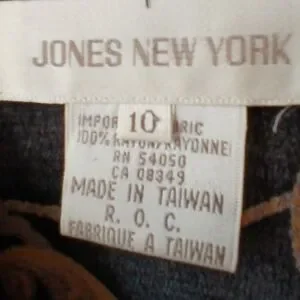 JONES NEW YORK
10
IMPOR RIC
100% RAYON/RAYONNE
RN 54050
CA 08349
MADE IN TAIWAN
R. O. C.
FABRIQUE A TAIWAN